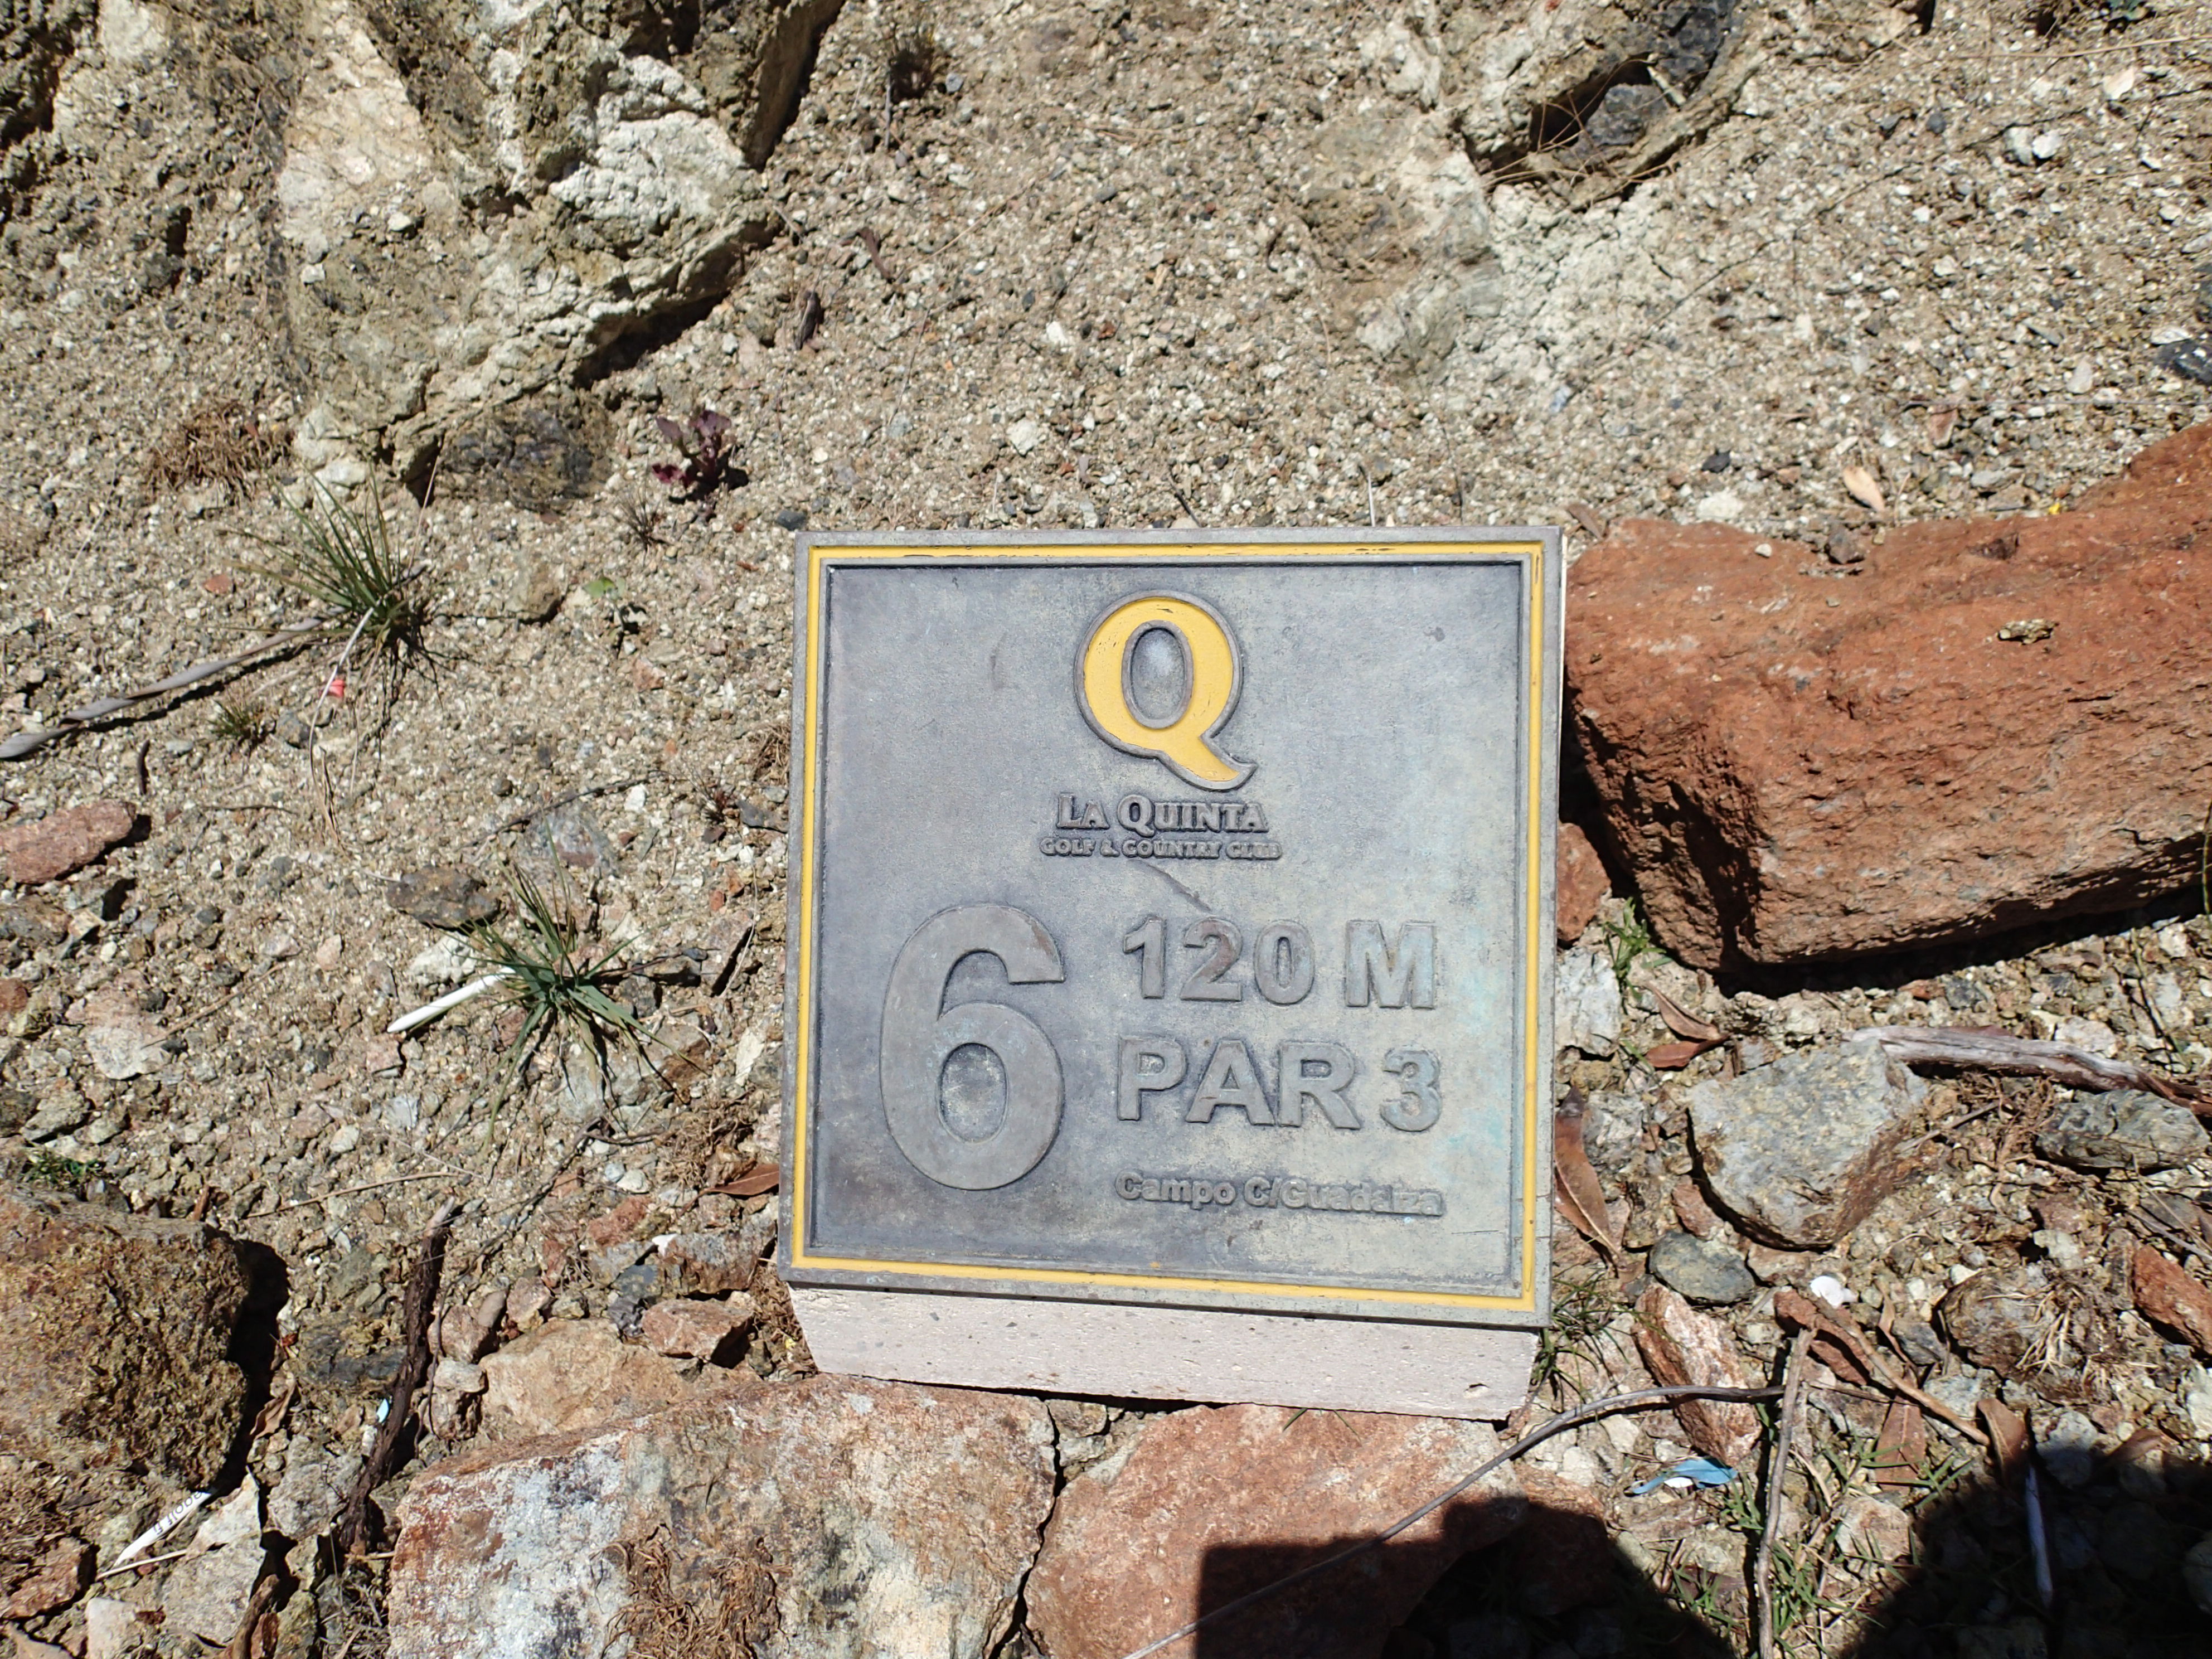 Q
LA QUINTA
GOLF & COUNTRY CLUB
6
120 M
PAR 3
Campo C/Guadaiza